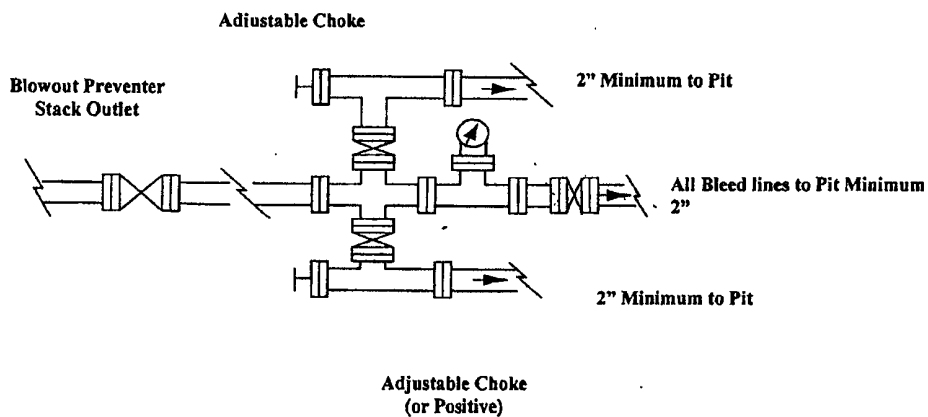 Adiustable Choke
Blowout Preventer
Stack Outlet
2” Minimum to Pit
All Bleed lines to Pit Minimum
2”
2” Minimum to Pit
Adjustable Choke
(or Positive)